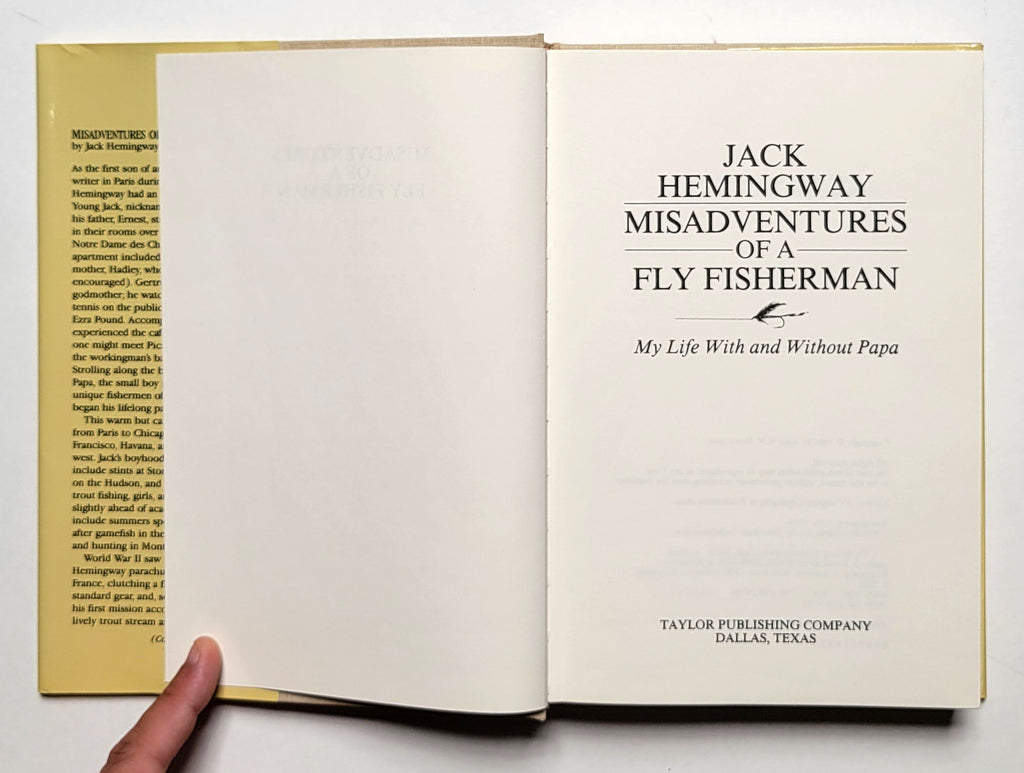 MISADVENTURES O
by Jack Hemingway
As the first son of a
writer in Paris duri
Hemingway had an
Young Jack, nicknar
his father, Ernest, st
in their rooms over
Notre Dame des Ch
apartment included
mother, Hadley, who
encouraged). Gertr
godmother; he watc
tennis on the public
Ezra Pound. Accomp
experienced the caf
one might meet Pic
the workingman's b
Strolling along the b
Papa, the small boy
unique fishermen of
began his lifelong pa
This warm but ca
from Paris to Chicag
Francisco, Havana, a
west. Jack's boyhood
include stints at Stor
on the Hudson, and
trout fishing, girls, a
slightly ahead of aca
include summers sp
after gamefish in the
and hunting in Mont
World War II saw
Hemingway parachu
France, clutching a f
standard gear, and, s
his first mission acco
lively trout stream a
(Co
JACK
HEMINGWAY
MISADVENTURES
OF A
FLY FISHERMAN
My Life With and Without Papa
TAYLOR PUBLISHING COMPANY
DALLAS, TEXAS